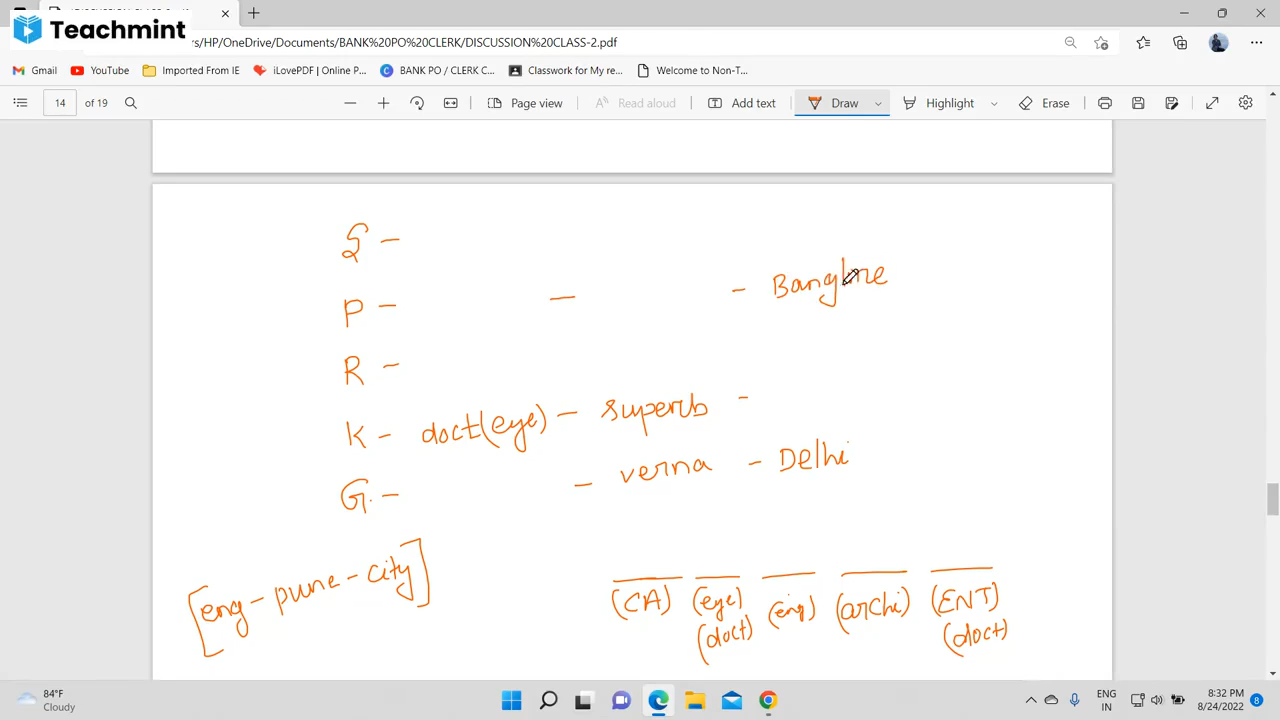 Teachmint
rs/HP/OneDrive/Documents/BANK%20PO%20CLERK/DISCUSSION%20CLASS-2.pdf
Gmail YouTube Imported From IE iLovePDF | Online P... BANK PO / CLERK C... Classwork for My re... Welcome to Non-T...
14 of 19 Page view Read aloud Add text Draw Highlight Erase
S -
P - - - Banglore
R -
K - doct(eye) - superb -
G - - verna - Delhi
[eng - pune - city]
(CA) (eye) (eng) (archi) (ENT)
(doct) (doct)
84°F
Cloudy
ENG
IN
8:32 PM
8/24/2022
8